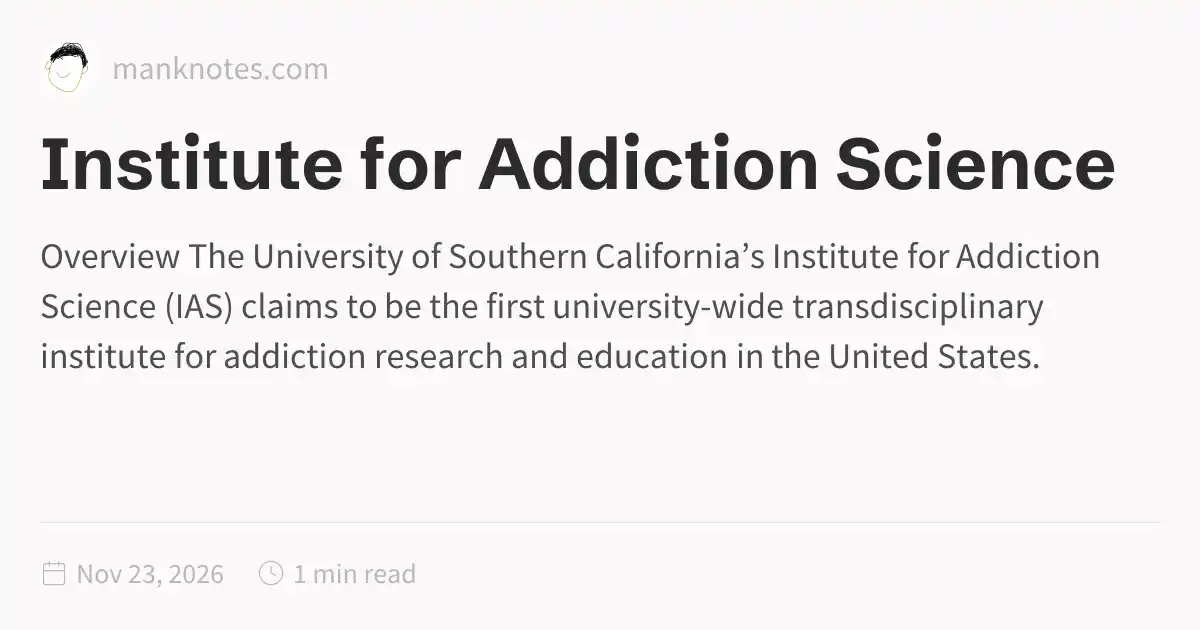 manknotes.com
Institute for Addiction Science
Overview The University of Southern California’s Institute for Addiction
Science (IAS) claims to be the first university-wide transdisciplinary
institute for addiction research and education in the United States.
Nov 23, 2026 1 min read